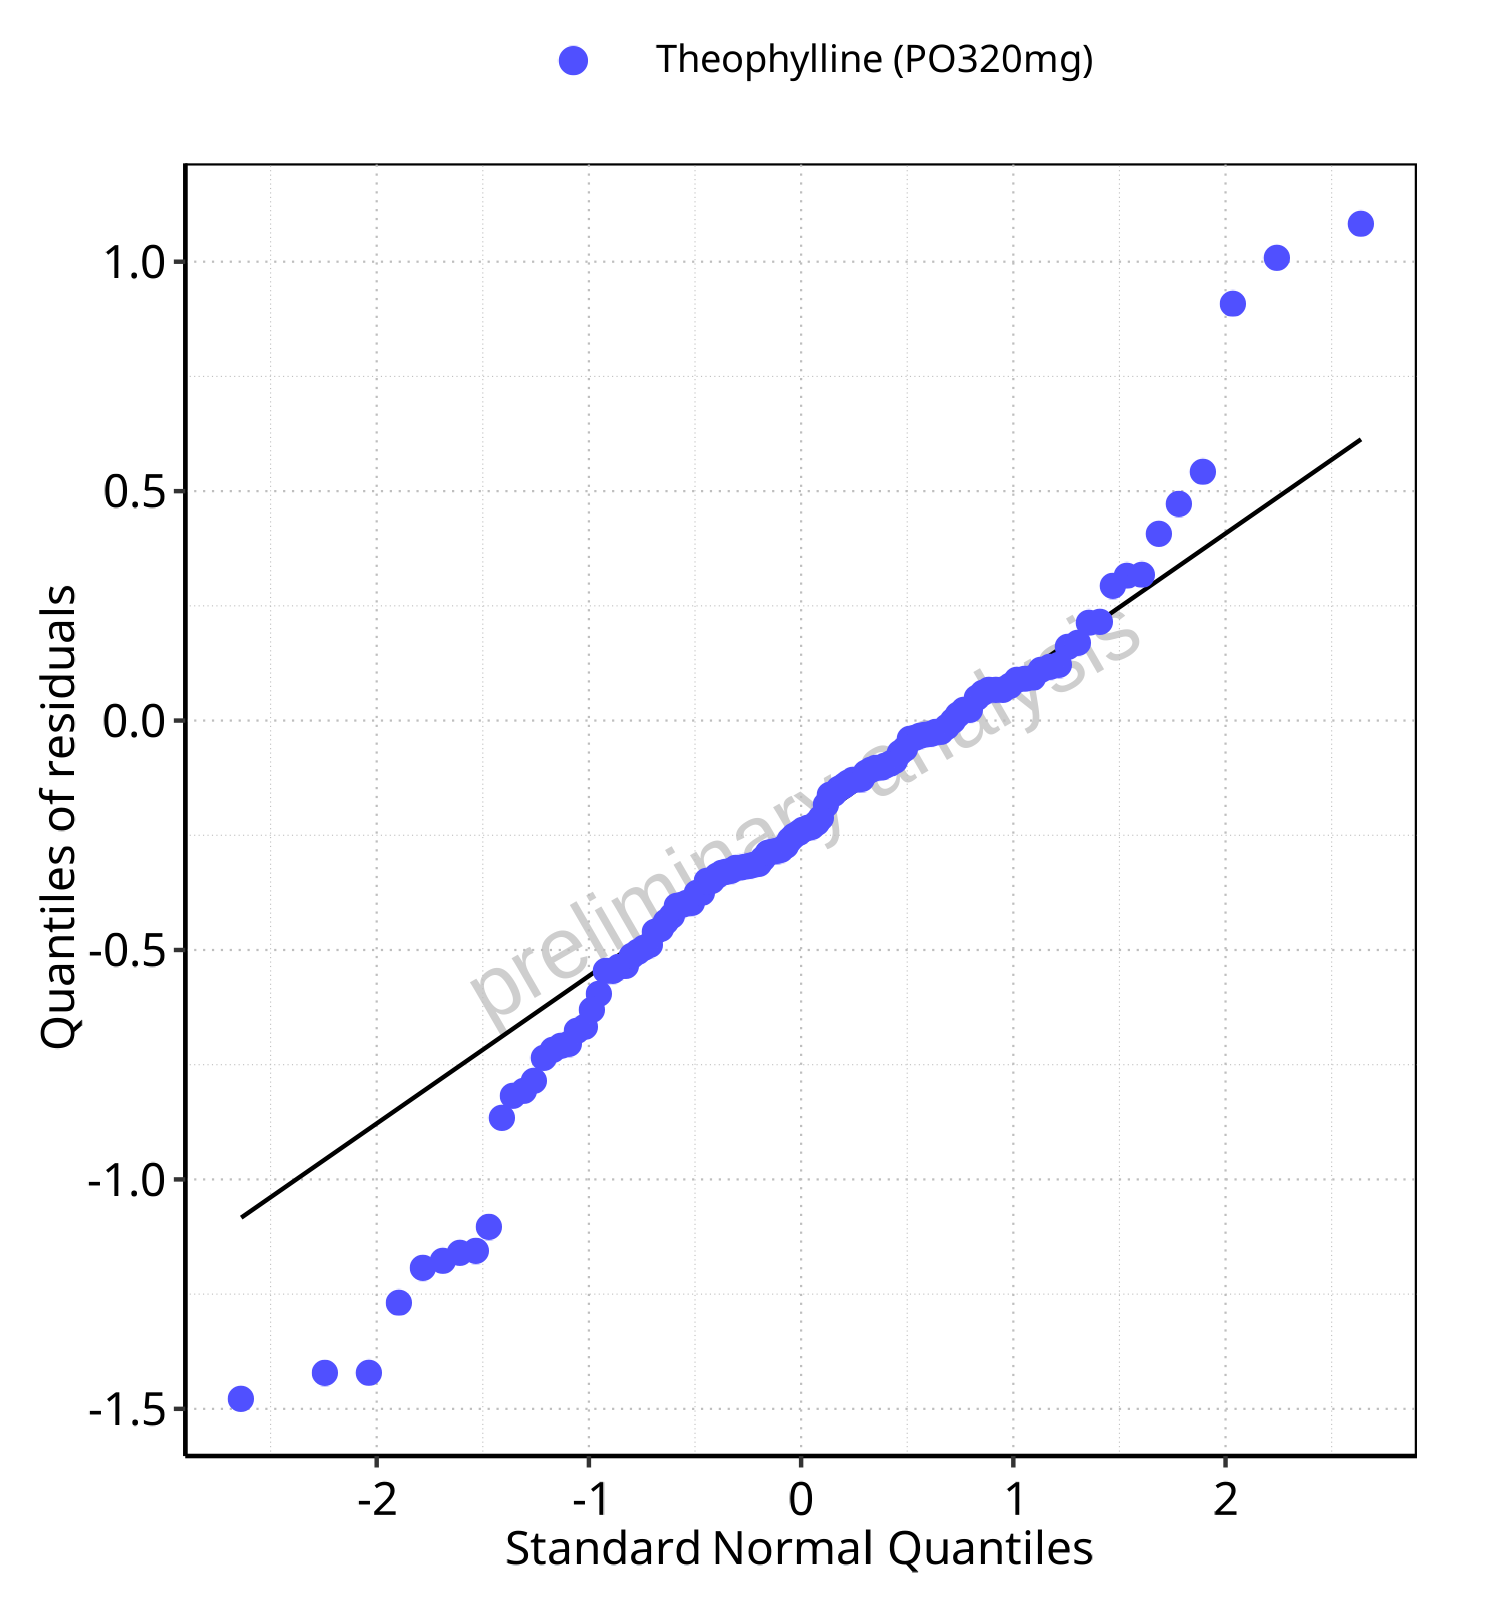 Theophylline (PO320mg)
1.0
0.5
0.0
-0.5
-1.0
-1.5
Quantiles of residuals
preliminary analysis
-2 -1 0 1 2
Standard Normal Quantiles